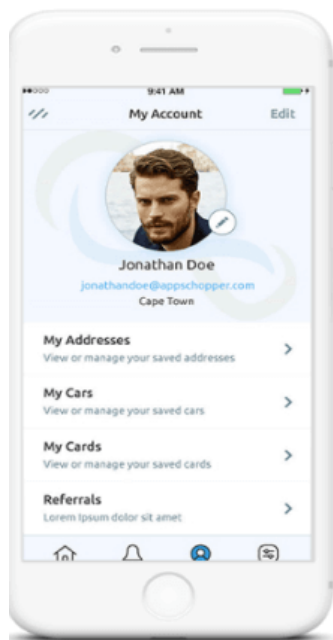 9:41 AM
My Account Edit
Jonathan Doe
jonathandoe@appschopper.com
Cape Town
My Addresses
View or manage your saved addresses
My Cars
View or manage your saved cars
My Cards
View or manage your saved cards
Referrals
Lorem Ipsum dolor sit amet